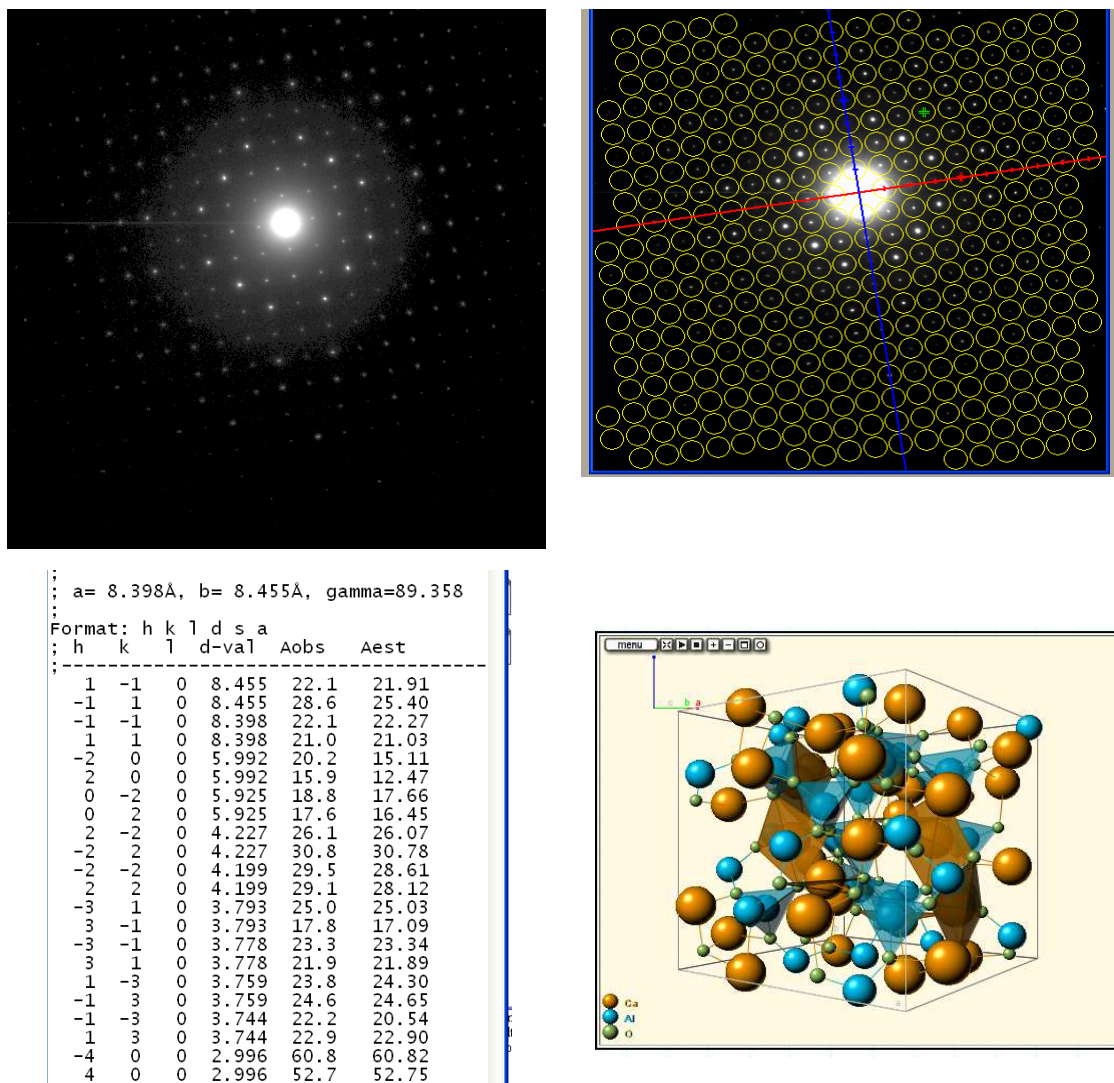 ; a= 8.398Å, b= 8.455Å, gamma=89.358
;
Format: h k l d s a
; h k l d-val Aobs Aest
;-----------------------------------------
1 -1 0 8.455 22.1 21.91
-1 1 0 8.455 28.6 25.40
-1 -1 0 8.398 22.1 22.27
1 1 0 8.398 21.0 21.03
-2 0 0 5.992 20.2 15.11
2 0 0 5.992 15.9 12.47
0 -2 0 5.925 18.8 17.66
0 2 0 5.925 17.6 16.45
2 -2 0 4.227 26.1 26.07
-2 2 0 4.227 30.8 30.78
-2 -2 0 4.199 29.5 28.61
2 2 0 4.199 29.1 28.12
-3 1 0 3.793 25.0 25.03
3 -1 0 3.793 17.8 17.09
-3 -1 0 3.778 23.3 23.34
3 1 0 3.778 21.9 21.89
1 -3 0 3.759 23.8 24.30
-1 3 0 3.759 24.6 24.65
-1 -3 0 3.744 22.2 20.54
1 3 0 3.744 22.9 22.90
-4 0 0 2.996 60.8 60.82
4 0 0 2.996 52.7 52.75
menu
c b a
a
Ca
Al
O